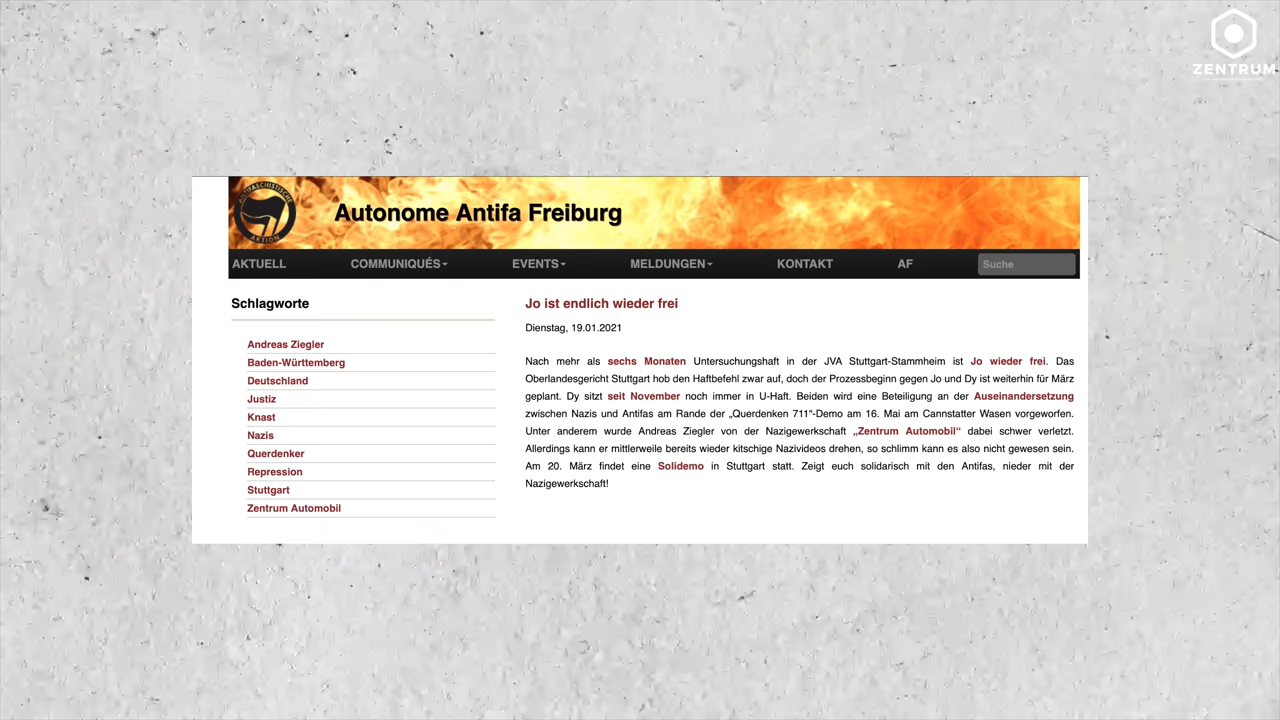 ZENTRUM
ANTIFASCHISTISCHE
AKTION
Autonome Antifa Freiburg
AKTUELL COMMUNIQUÉS EVENTS MELDUNGEN KONTAKT AF Suche
Schlagworte
Andreas Ziegler
Baden-Württemberg
Deutschland
Justiz
Knast
Nazis
Querdenker
Repression
Stuttgart
Zentrum Automobil
Jo ist endlich wieder frei
Dienstag, 19.01.2021
Nach mehr als sechs Monaten Untersuchungshaft in der JVA Stuttgart-Stammheim ist Jo wieder frei. Das
Oberlandesgericht Stuttgart hob den Haftbefehl zwar auf, doch der Prozessbeginn gegen Jo und Dy ist weiterhin für März
geplant. Dy sitzt seit November noch immer in U-Haft. Beiden wird eine Beteiligung an der Auseinandersetzung
zwischen Nazis und Antifas am Rande der „Querdenken 711“-Demo am 16. Mai am Cannstatter Wasen vorgeworfen.
Unter anderem wurde Andreas Ziegler von der Nazigewerkschaft „Zentrum Automobil“ dabei schwer verletzt.
Allerdings kann er mittlerweile bereits wieder kitschige Nazivideos drehen, so schlimm kann es also nicht gewesen sein.
Am 20. März findet eine Solidemo in Stuttgart statt. Zeigt euch solidarisch mit den Antifas, nieder mit der
Nazigewerkschaft!